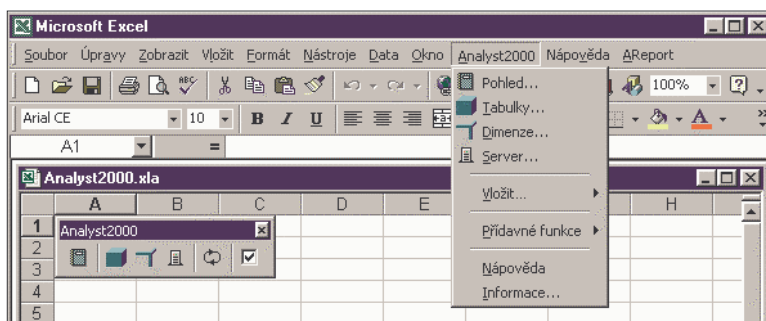 Microsoft Excel
Soubor Úpravy Zobrazit Vložit Formát Nástroje Data Okno Analyst2000 Nápověda AReport
ABC 100%
Arial CE 10 B I U A
A1 =
Analyst2000.xla
A B C D E H
1
2
3
4
5
Analyst2000
Pohled...
Tabulky...
Dimenze...
Server...
Vložit...
Přídavné funkce
Nápověda
Informace...